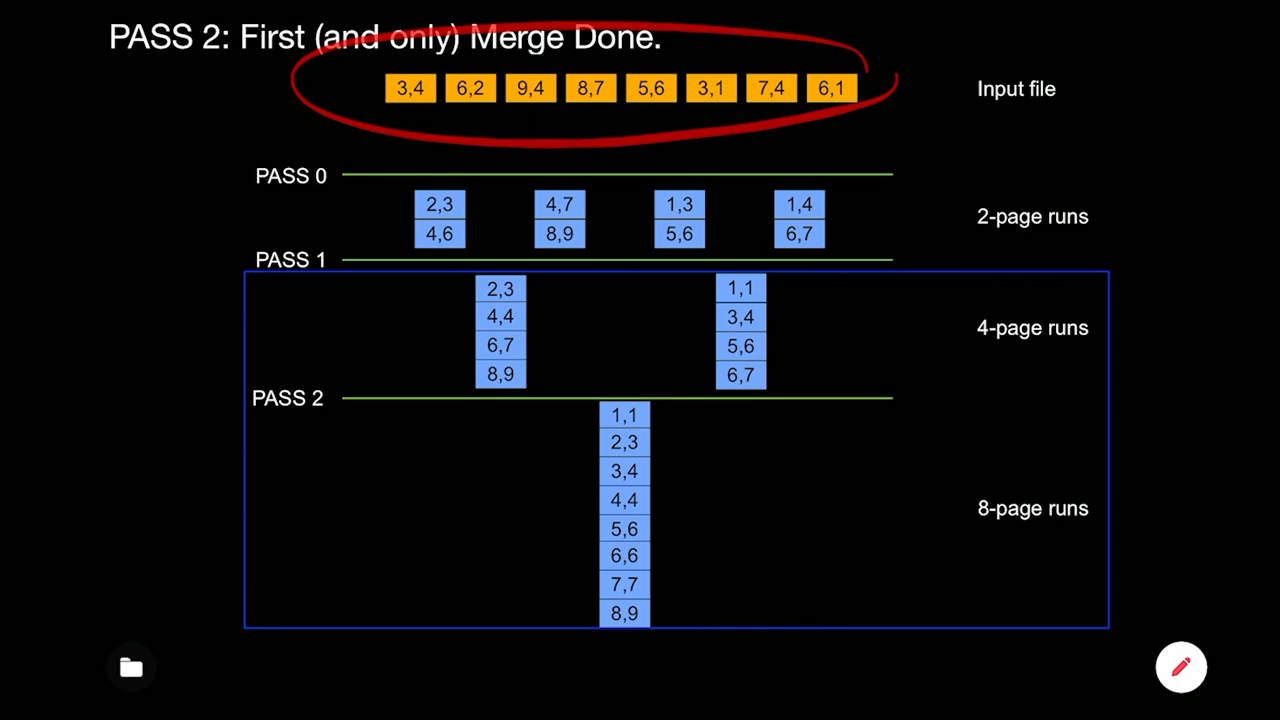 PASS 2: First (and only) Merge Done.
3,4 6,2 9,4 8,7 5,6 3,1 7,4 6,1 Input file
PASS 0
2,3 4,7 1,3 1,4
4,6 8,9 5,6 6,7
2-page runs
PASS 1
2,3 1,1
4,4 3,4
6,7 5,6
8,9 6,7
4-page runs
PASS 2
1,1
2,3
3,4
4,4
5,6
6,6
7,7
8,9
8-page runs